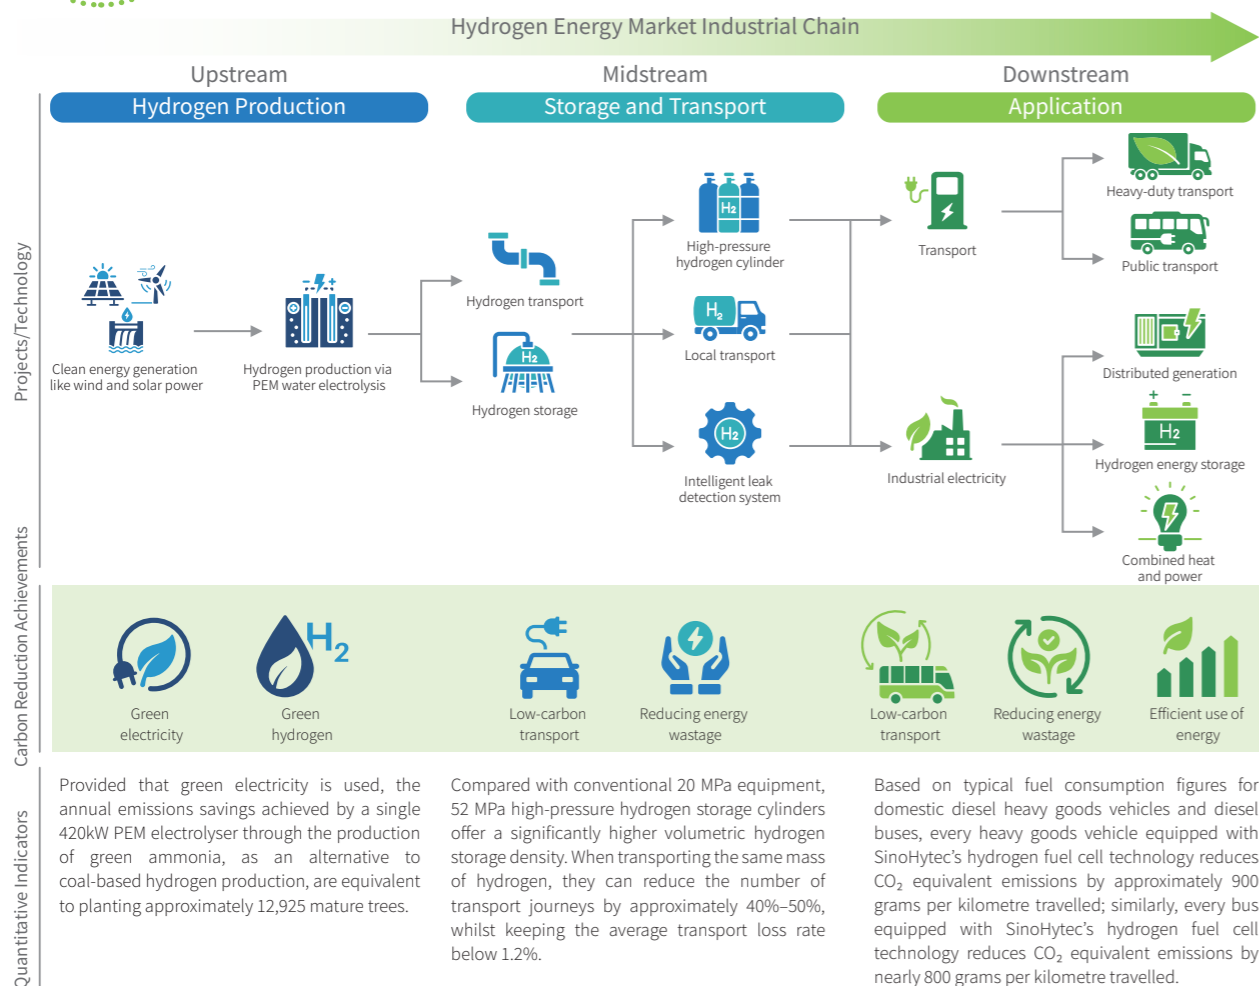 Hydrogen Energy Market Industrial Chain
Upstream
Midstream
Downstream
Hydrogen Production
Storage and Transport
Application
Projects/Technology
Clean energy generation
like wind and solar power
Hydrogen production via
PEM water electrolysis
Hydrogen transport
H2
Hydrogen storage
H2
High-pressure
hydrogen cylinder
H2
Local transport
H2
Intelligent leak
detection system
Transport
Industrial electricity
Heavy-duty transport
Public transport
Distributed generation
H2
Hydrogen energy storage
Combined heat
and power
Carbon Reduction Achievements
Green
electricity
H2
Green
hydrogen
Low-carbon
transport
Reducing energy
wastage
Low-carbon
transport
Reducing energy
wastage
Efficient use of
energy
Quantitative Indicators
Provided that green electricity is used, the
annual emissions savings achieved by a single
420kW PEM electrolyser through the production
of green ammonia, as an alternative to
coal-based hydrogen production, are equivalent
to planting approximately 12,925 mature trees.
Compared with conventional 20 MPa equipment,
52 MPa high-pressure hydrogen storage cylinders
offer a significantly higher volumetric hydrogen
storage density. When transporting the same mass
of hydrogen, they can reduce the number of
transport journeys by approximately 40%–50%,
whilst keeping the average transport loss rate
below 1.2%.
Based on typical fuel consumption figures for
domestic diesel heavy goods vehicles and diesel
buses, every heavy goods vehicle equipped with
SinoHytec’s hydrogen fuel cell technology reduces
CO₂ equivalent emissions by approximately 900
grams per kilometre travelled; similarly, every bus
equipped with SinoHytec’s hydrogen fuel cell
technology reduces CO₂ equivalent emissions by
nearly 800 grams per kilometre travelled.